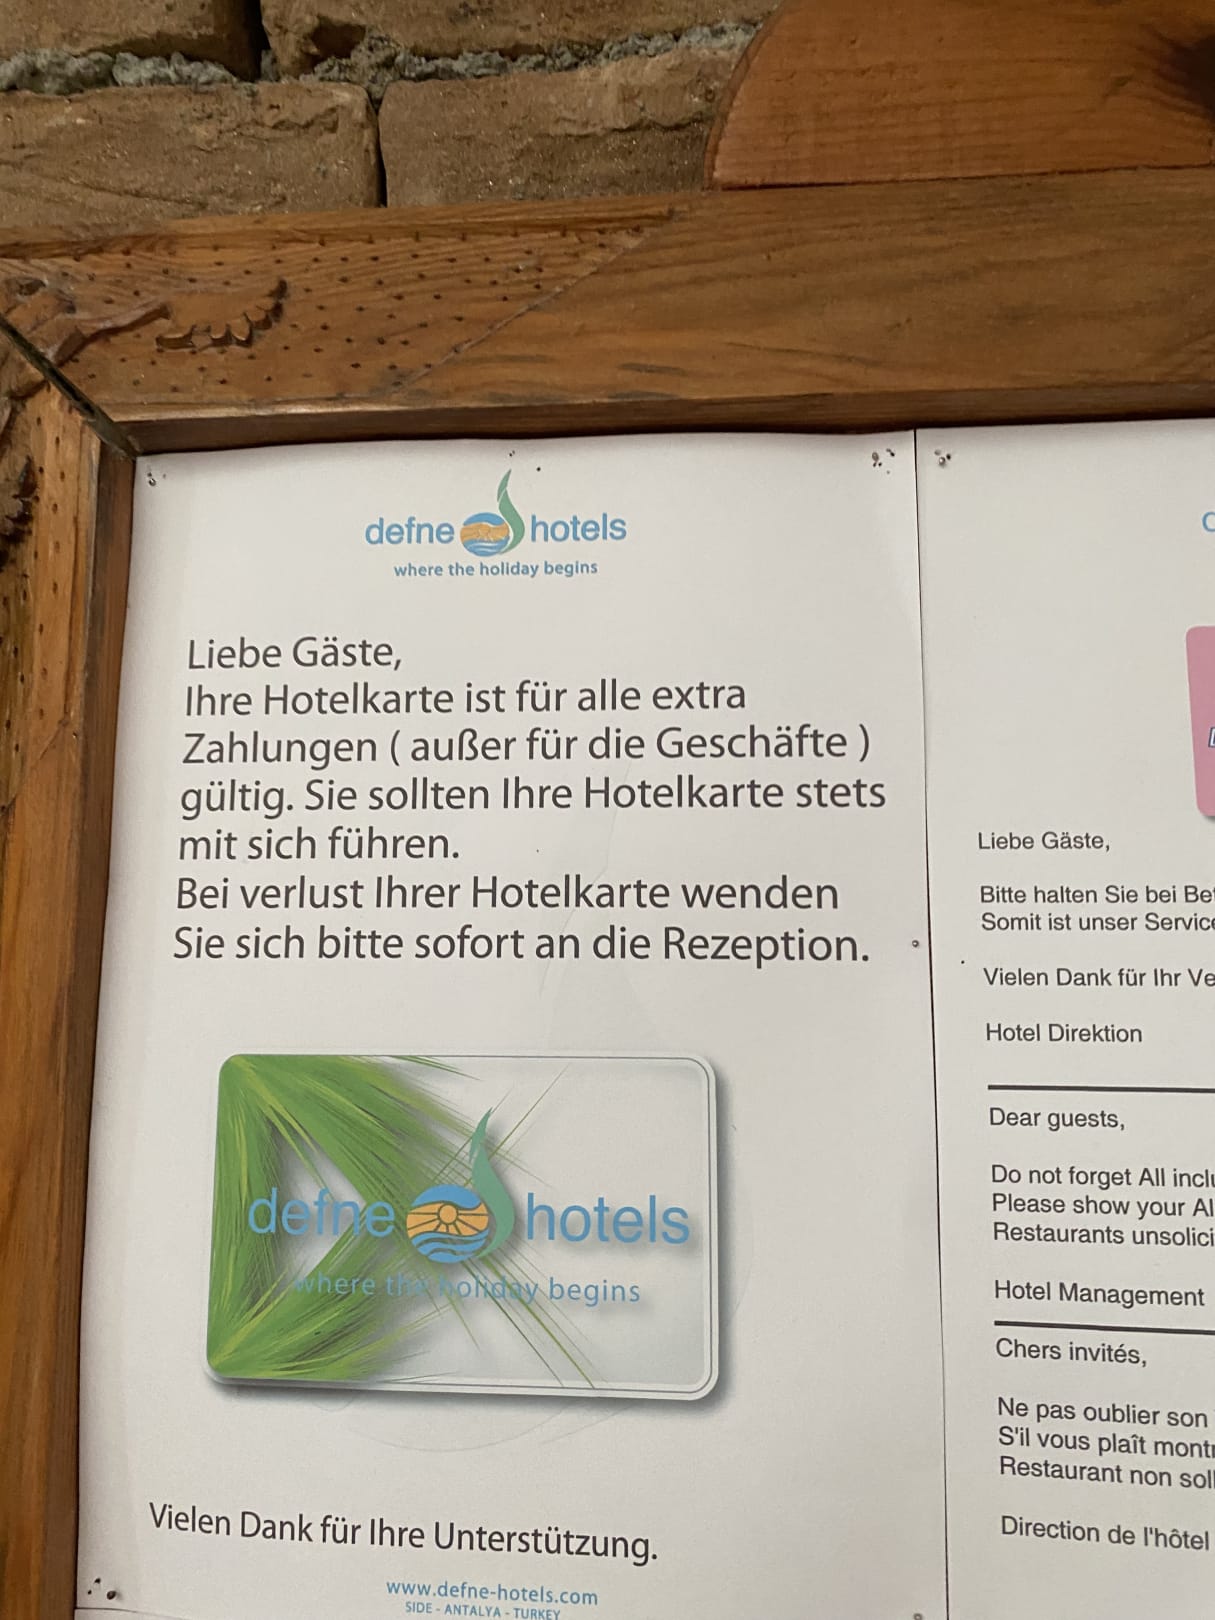 defne hotels
where the holiday begins
Liebe Gäste,
Ihre Hotelkarte ist für alle extra
Zahlungen ( außer für die Geschäfte )
gültig. Sie sollten Ihre Hotelkarte stets
mit sich führen.
Bei verlust Ihrer Hotelkarte wenden
Sie sich bitte sofort an die Rezeption.
defne hotels
where the holiday begins
Vielen Dank für Ihre Unterstützung.
www.defne-hotels.com
SIDE - ANTALYA - TURKEY
Liebe Gäste,
Bitte halten Sie bei
Somit ist unser
Vielen Dank für Ihr
Hotel Direktion
Dear guests,
Do not forget All
Please show your
Restaurants
Hotel Management
Chers invités,
Ne pas oublier son
S'il vous plaît
Restaurant non
Direction de l'hôtel